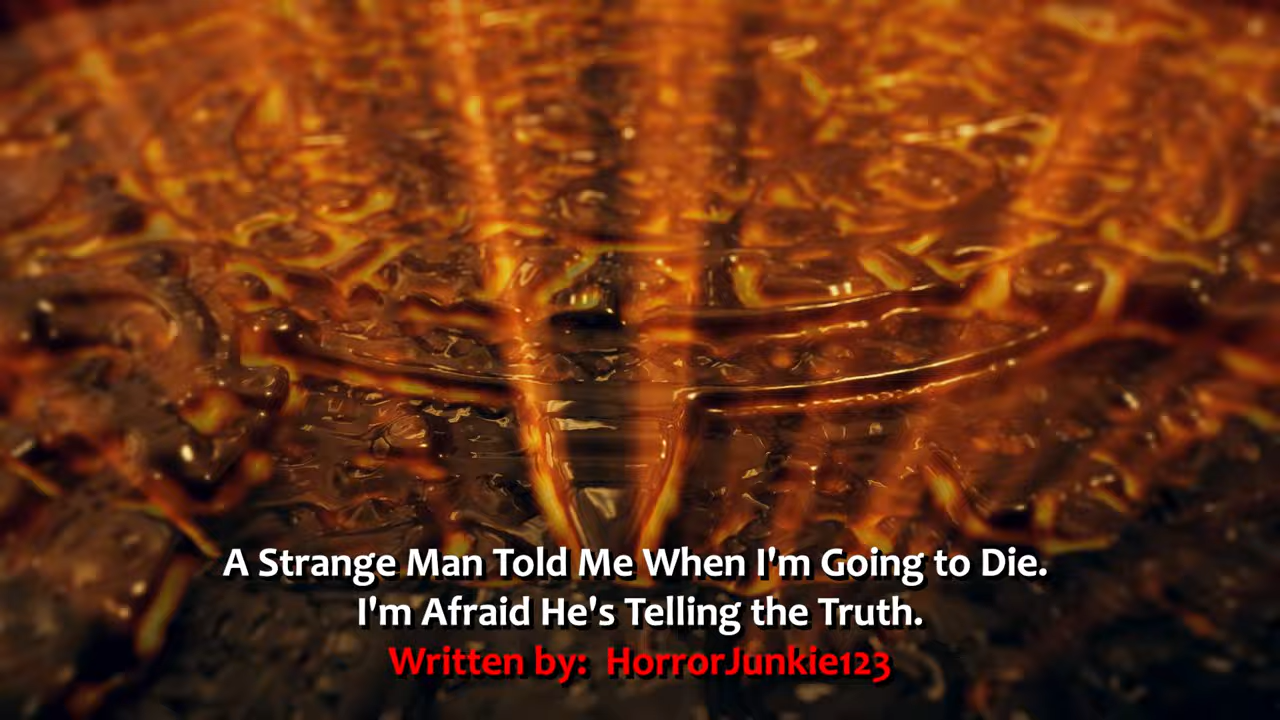 A Strange Man Told Me When I'm Going to Die.
I'm Afraid He's Telling the Truth.
Written by: HorrorJunkie123